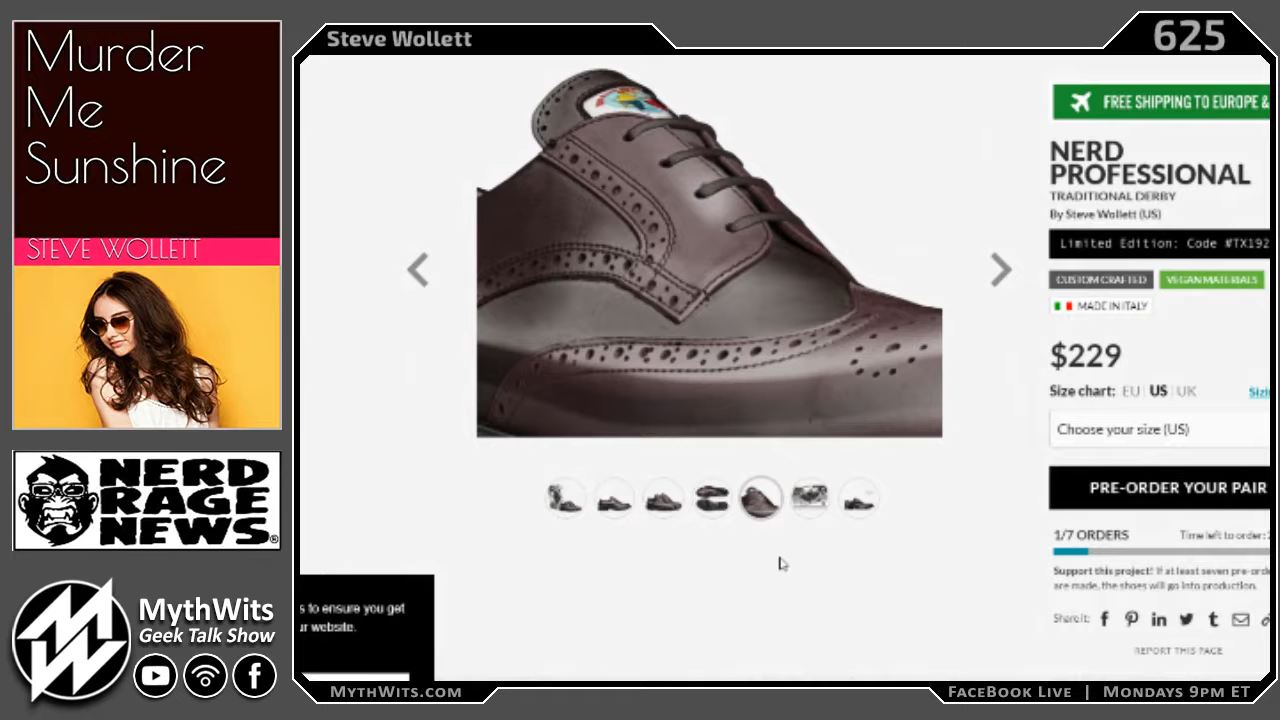 Murder
Me
Sunshine
STEVE WOLLETT
NERD
RAGE
NEWS
MythWits
Geek Talk Show
Steve Wollett
625
FREE SHIPPING TO EUROPE &
NERD
PROFESSIONAL
TRADITIONAL DERBY
By Steve Wollett (US)
Limited Edition: Code #TX192
CUSTOM CRAFTED VEGAN MATERIALS
MADE IN ITALY
$229
Size chart: EU US UK
Choose your size (US)
PRE-ORDER YOUR PAIR
1/7 ORDERS Time left to order:
Support this project! If at least seven
are made, the shoes will go into production.
Share it:
REPORT THIS PAGE
to ensure you get
website.
MYTHWITS.COM
FACEBOOK LIVE | MONDAYS 9PM ET